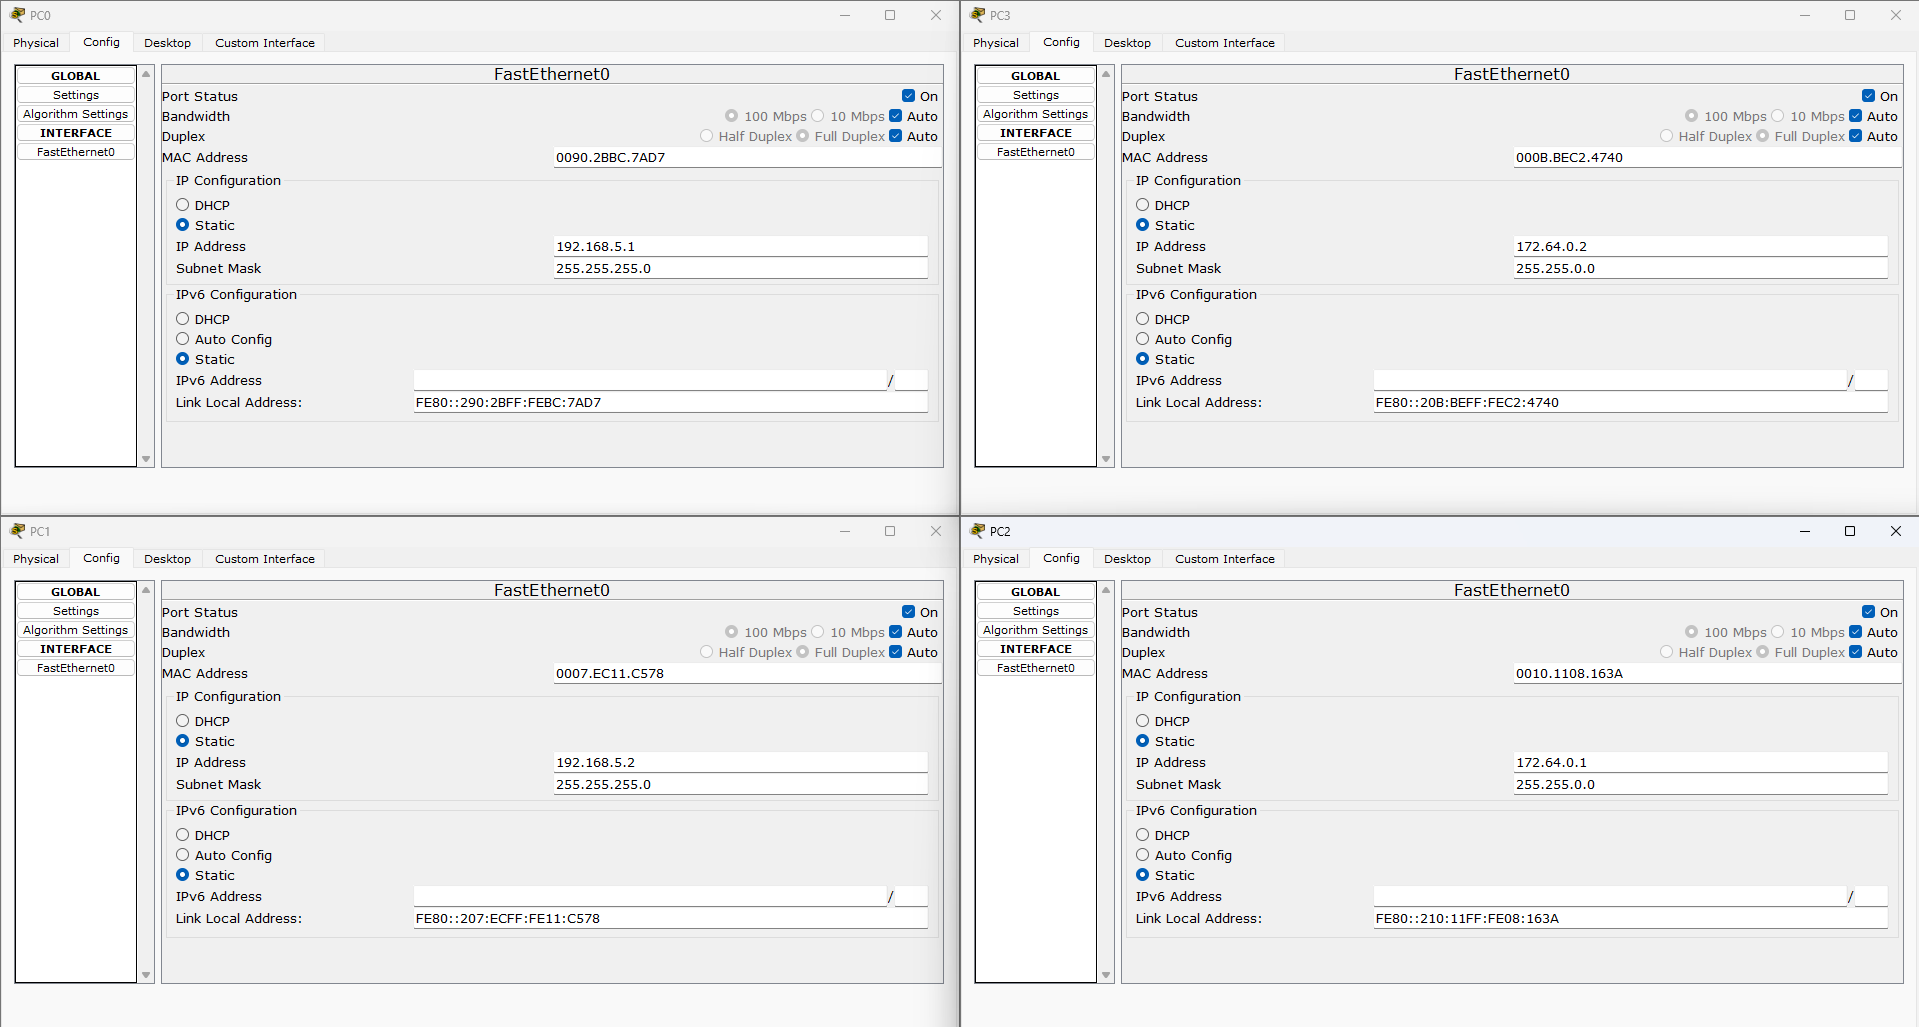 PC0
Physical Config Desktop Custom Interface
GLOBAL
Settings
Algorithm Settings
INTERFACE
FastEthernet0
FastEthernet0
Port Status On
Bandwidth 100 Mbps 10 Mbps Auto
Duplex Half Duplex Full Duplex Auto
MAC Address 0090.2BBC.7AD7
IP Configuration
DHCP
Static
IP Address 192.168.5.1
Subnet Mask 255.255.255.0
IPv6 Configuration
DHCP
Auto Config
Static
IPv6 Address /
Link Local Address: FE80::290:2BFF:FEBC:7AD7
PC3
Physical Config Desktop Custom Interface
GLOBAL
Settings
Algorithm Settings
INTERFACE
FastEthernet0
FastEthernet0
Port Status On
Bandwidth 100 Mbps 10 Mbps Auto
Duplex Half Duplex Full Duplex Auto
MAC Address 000B.BEC2.4740
IP Configuration
DHCP
Static
IP Address 172.64.0.2
Subnet Mask 255.255.0.0
IPv6 Configuration
DHCP
Auto Config
Static
IPv6 Address /
Link Local Address: FE80::20B:BEFF:FEC2:4740
PC1
Physical Config Desktop Custom Interface
GLOBAL
Settings
Algorithm Settings
INTERFACE
FastEthernet0
FastEthernet0
Port Status On
Bandwidth 100 Mbps 10 Mbps Auto
Duplex Half Duplex Full Duplex Auto
MAC Address 0007.EC11.C578
IP Configuration
DHCP
Static
IP Address 192.168.5.2
Subnet Mask 255.255.255.0
IPv6 Configuration
DHCP
Auto Config
Static
IPv6 Address /
Link Local Address: FE80::207:ECFF:FE11:C578
PC2
Physical Config Desktop Custom Interface
GLOBAL
Settings
Algorithm Settings
INTERFACE
FastEthernet0
FastEthernet0
Port Status On
Bandwidth 100 Mbps 10 Mbps Auto
Duplex Half Duplex Full Duplex Auto
MAC Address 0010.1108.163A
IP Configuration
DHCP
Static
IP Address 172.64.0.1
Subnet Mask 255.255.0.0
IPv6 Configuration
DHCP
Auto Config
Static
IPv6 Address /
Link Local Address: FE80::210:11FF:FE08:163A